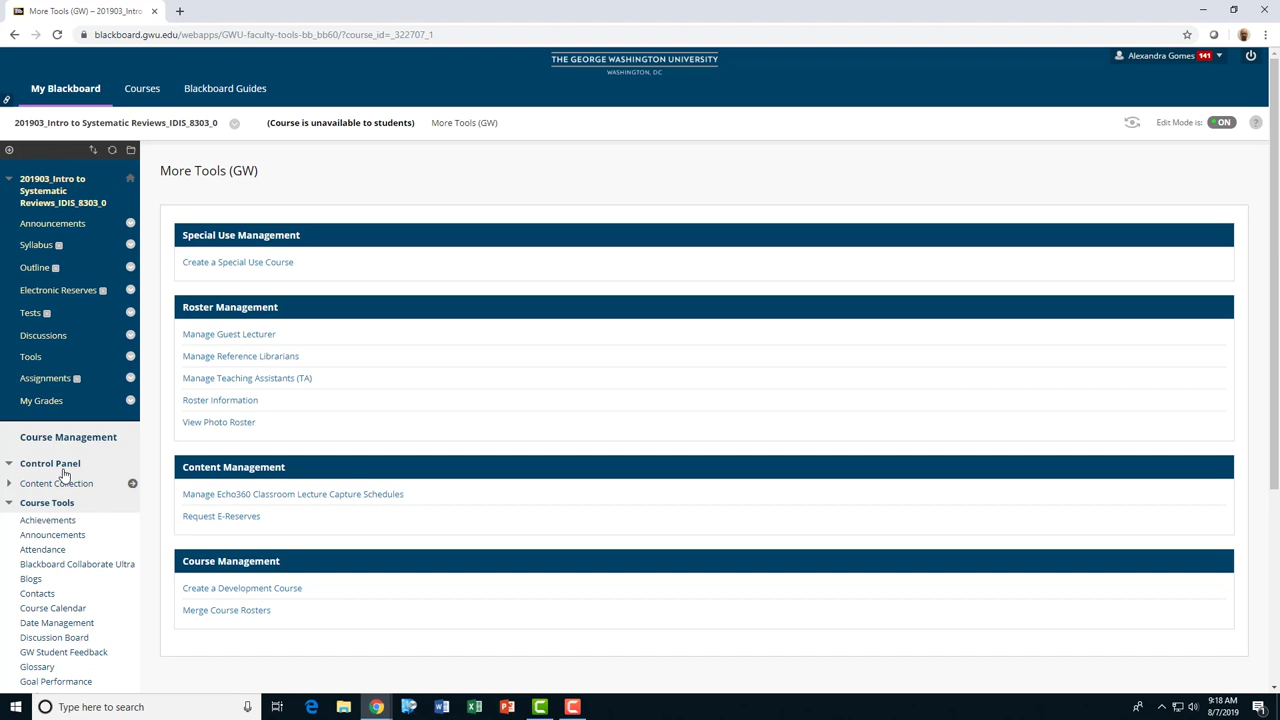 More Tools (GW) – 201903_Intro
blackboard.gwu.edu/webapps/GWU-faculty-tools-bb_bb60/?course_id=_322707_1
THE GEORGE WASHINGTON UNIVERSITY
WASHINGTON, DC
Alexandra Gomes 141
My Blackboard
Courses
Blackboard Guides
201903_Intro to Systematic Reviews_IDIS_8303_0
(Course is unavailable to students)
More Tools (GW)
Edit Mode is: ON
?
201903_Intro to
Systematic
Reviews_IDIS_8303_0
Announcements
Syllabus
Outline
Electronic Reserves
Tests
Discussions
Tools
Assignments
My Grades
Course Management
Control Panel
Content Collection
Course Tools
Achievements
Announcements
Attendance
Blackboard Collaborate Ultra
Blogs
Contacts
Course Calendar
Date Management
Discussion Board
GW Student Feedback
Glossary
Goal Performance
More Tools (GW)
Special Use Management
Create a Special Use Course
Roster Management
Manage Guest Lecturer
Manage Reference Librarians
Manage Teaching Assistants (TA)
Roster Information
View Photo Roster
Content Management
Manage Echo360 Classroom Lecture Capture Schedules
Request E-Reserves
Course Management
Create a Development Course
Merge Course Rosters
Type here to search
9:18 AM
8/7/2019